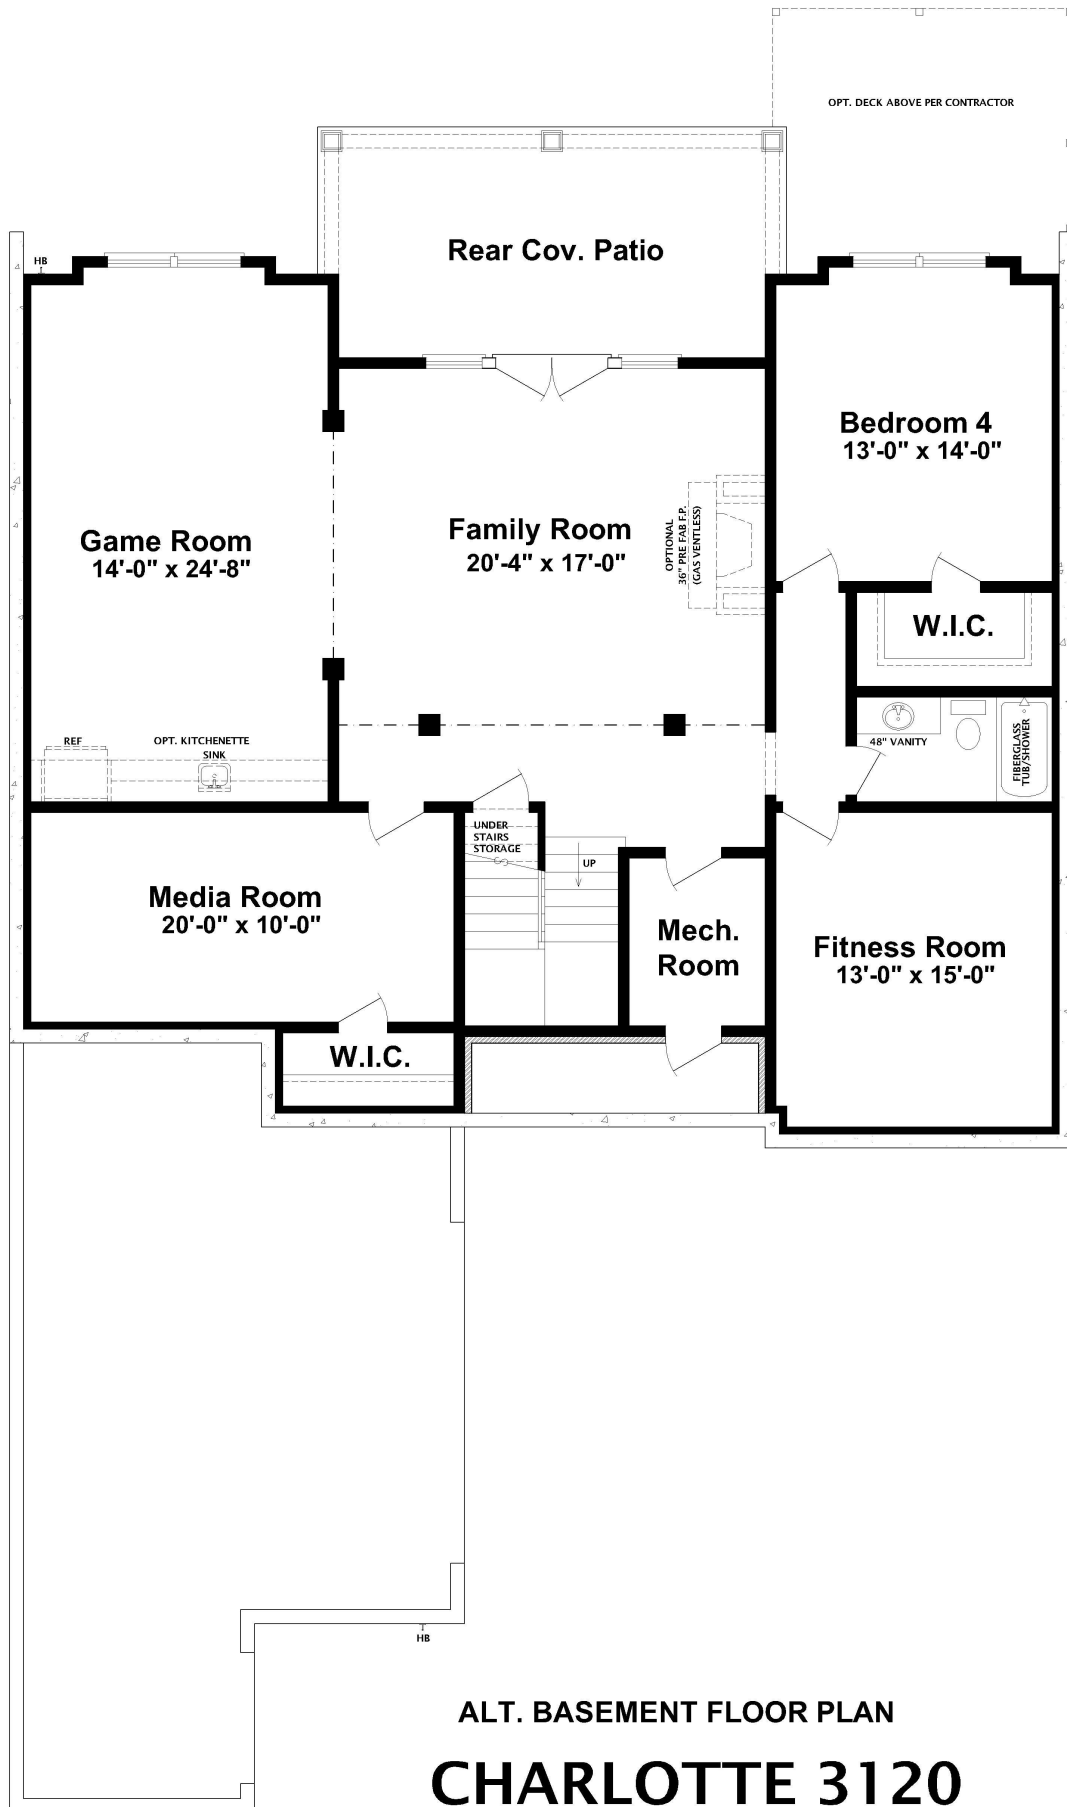 OPT. DECK ABOVE PER CONTRACTOR
Rear Cov. Patio
HB
Bedroom 4
13'-0" x 14'-0"
Game Room
14'-0" x 24'-8"
Family Room
20'-4" x 17'-0"
OPTIONAL
36" PRE FAB F.P.
(GAS VENTLESS)
W.I.C.
REF
OPT. KITCHENETTE
SINK
48" VANITY
FIBERGLASS
TUB/SHOWER
UNDER
STAIRS
STORAGE
UP
Media Room
20'-0" x 10'-0"
Mech.
Room
Fitness Room
13'-0" x 15'-0"
W.I.C.
HB
ALT. BASEMENT FLOOR PLAN
CHARLOTTE 3120